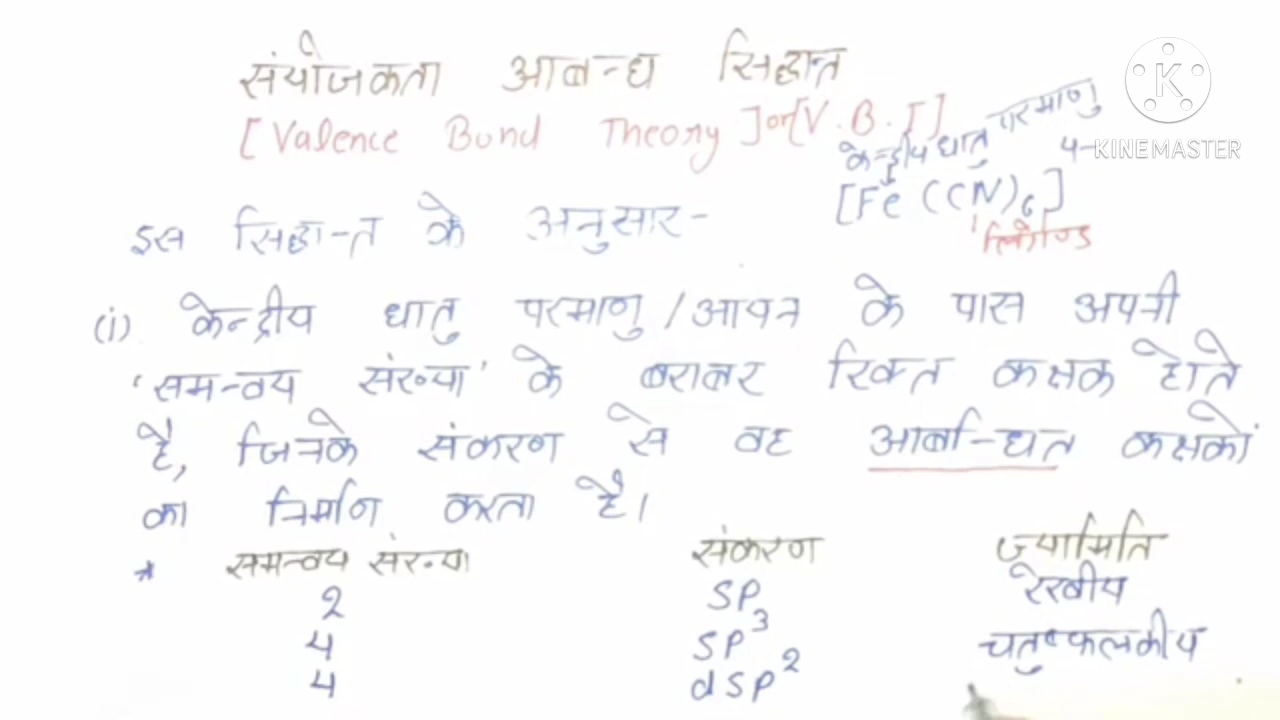 संयोजकता आबन्ध सिद्धान्त
[Valence Bond Theory] or [V.B.T]
केन्द्रीय धातु परमाणु
4-
[Fe(CN)6]
लिगेण्ड
इस सिद्धान्त के अनुसार-
(i) केन्द्रीय धातु परमाणु/आयन के पास अपनी
'समन्वय संख्या' के बराबर रिक्त कक्षक होते
है, जिनके संकरण से वह आबन्धित कक्षकों
का निर्माण करता है।
* समन्वय संख्या संकरण ज्यामिति
2 SP रेखीय
4 SP³ चतुष्फलकीय
4 dSP²
K
KINEMASTER